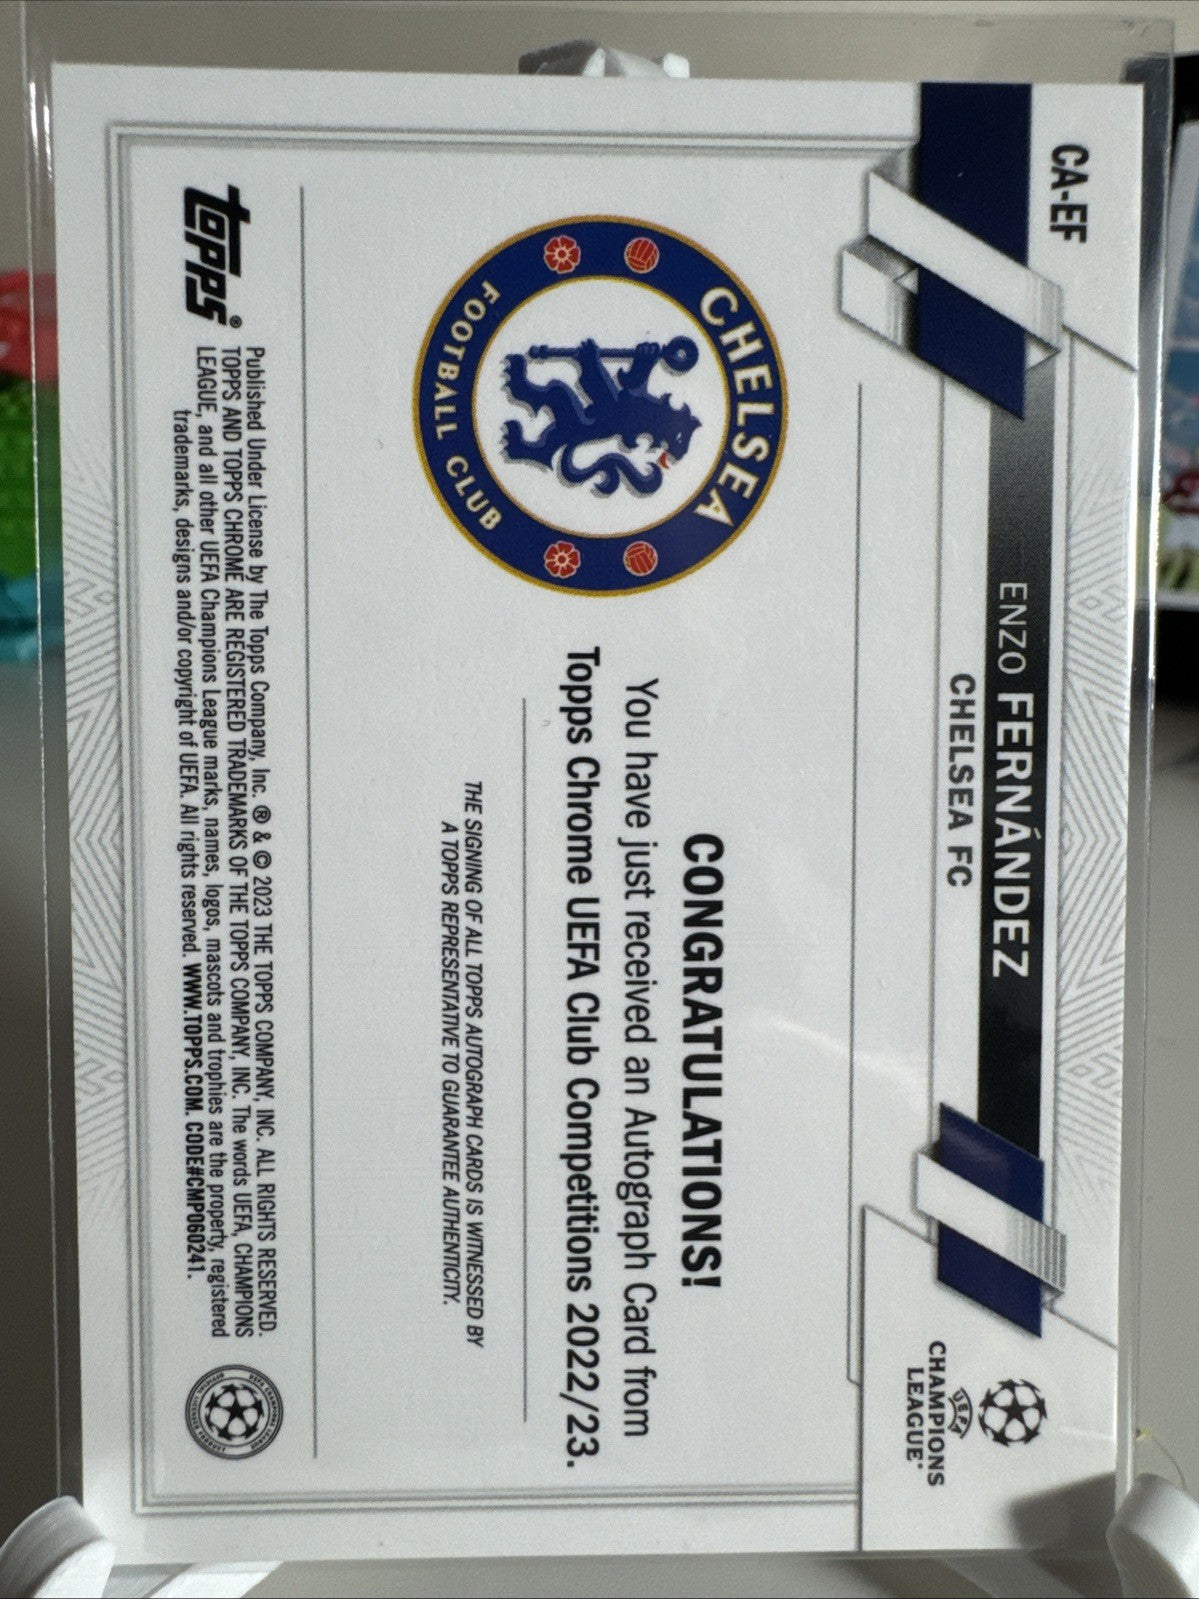 CA-EF
ENZO FERNÁNDEZ
CHELSEA FC
UEFA
CHAMPIONS
LEAGUE
CHELSEA
FOOTBALL CLUB
CONGRATULATIONS!
You have just received an Autograph Card from
Topps Chrome UEFA Club Competitions 2022/23.
THE SIGNING OF ALL TOPPS AUTOGRAPH CARDS IS WITNESSED BY
A TOPPS REPRESENTATIVE TO GUARANTEE AUTHENTICITY.
topps®
Published Under License by The Topps Company, Inc. ® & © 2023 THE TOPPS COMPANY, INC. ALL RIGHTS RESERVED.
TOPPS AND TOPPS CHROME ARE REGISTERED TRADEMARKS OF THE TOPPS COMPANY, INC. The words UEFA, CHAMPIONS
LEAGUE, and all other UEFA Champions League marks, names, logos, mascots and trophies are the property, registered
trademarks, designs and/or copyright of UEFA. All rights reserved. WWW.TOPPS.COM. CODE#CMP060241.